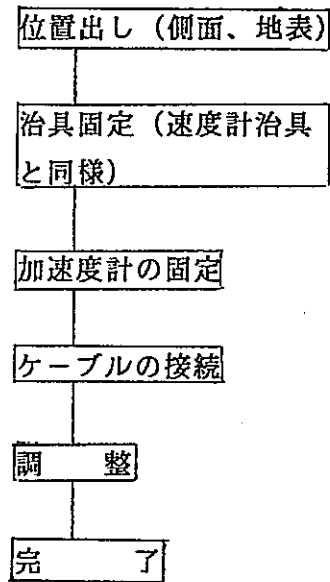 位置出し（側面、地表）
治具固定（速度計治具
と同様）
加速度計の固定
ケーブルの接続
調　　整
完　　　了